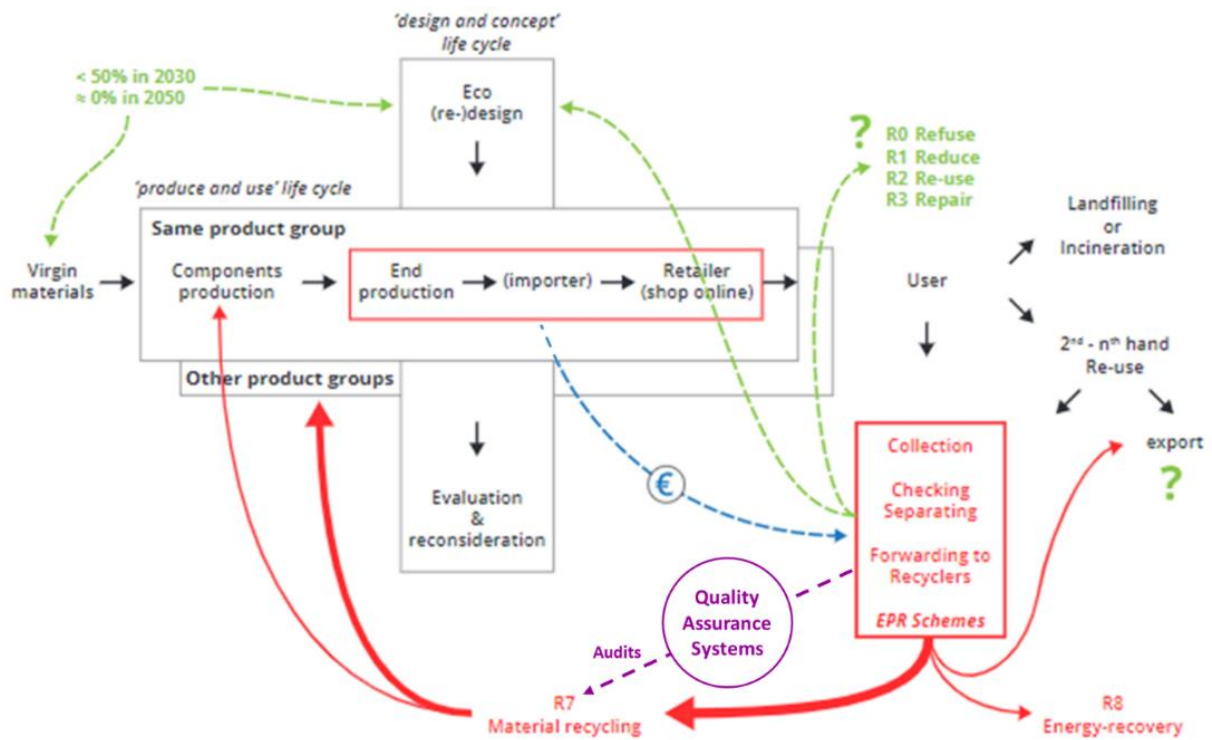 ‘design and concept’
life cycle
< 50% in 2030
≈ 0% in 2050
Eco
(re-)design
?
R0 Refuse
R1 Reduce
R2 Re-use
R3 Repair
‘produce and use’ life cycle
Same product group
Virgin
materials
Components
production
End
production
(importer)
Retailer
(shop online)
User
Landfilling
or
Incineration
2ⁿᵈ - nᵗʰ hand
Re-use
Other product groups
export
?
Evaluation
&
reconsideration
€
Collection
Checking
Separating
Forwarding to
Recyclers
EPR Schemes
Quality
Assurance
Systems
Audits
R7
Material recycling
R8
Energy-recovery